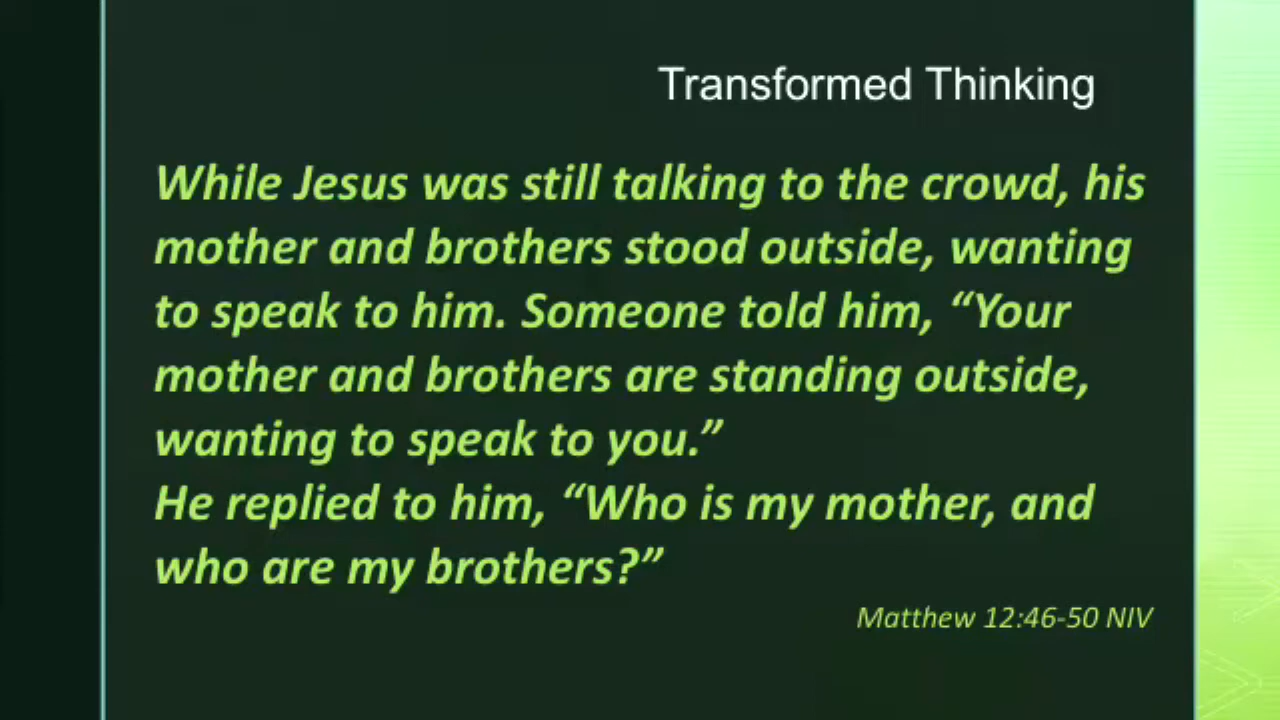 Transformed Thinking
While Jesus was still talking to the crowd, his
mother and brothers stood outside, wanting
to speak to him. Someone told him, “Your
mother and brothers are standing outside,
wanting to speak to you.”
He replied to him, “Who is my mother, and
who are my brothers?”
Matthew 12:46-50 NIV